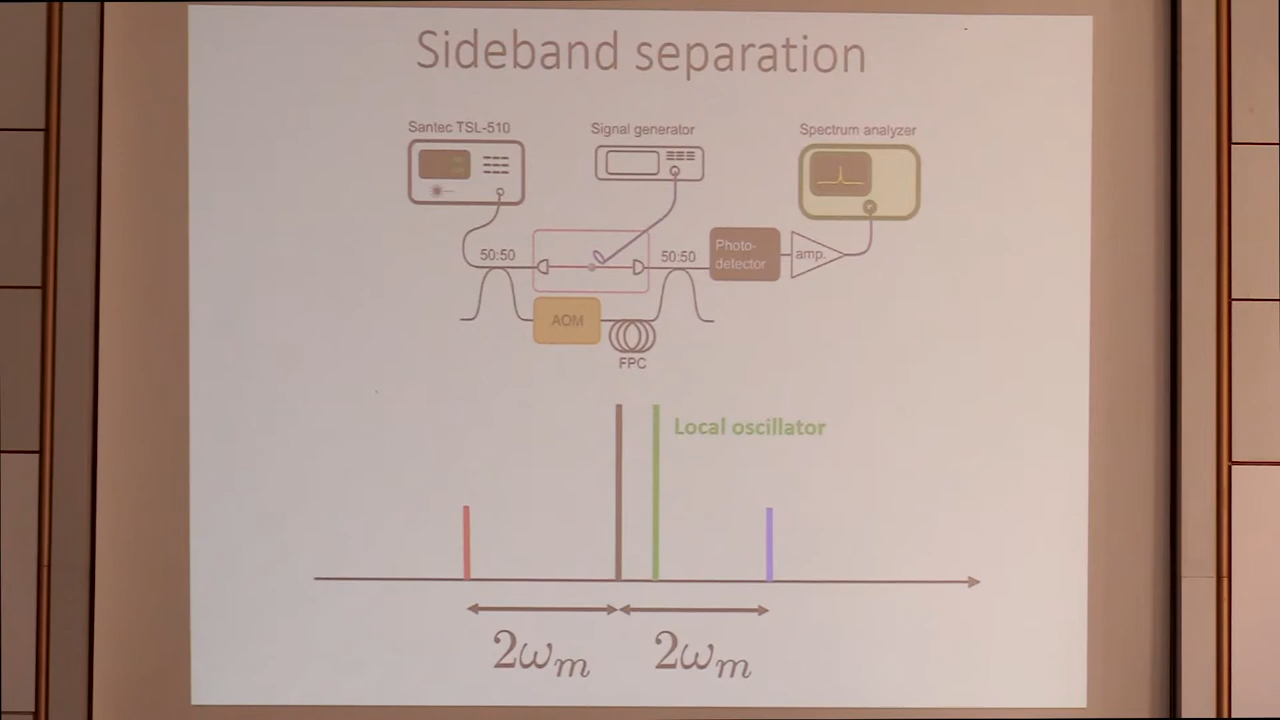 Sideband separation
Santec TSL-510
Signal generator
Spectrum analyzer
50:50
50:50
Photo-
detector
amp.
AOM
FPC
Local oscillator
2ωₘ
2ωₘ